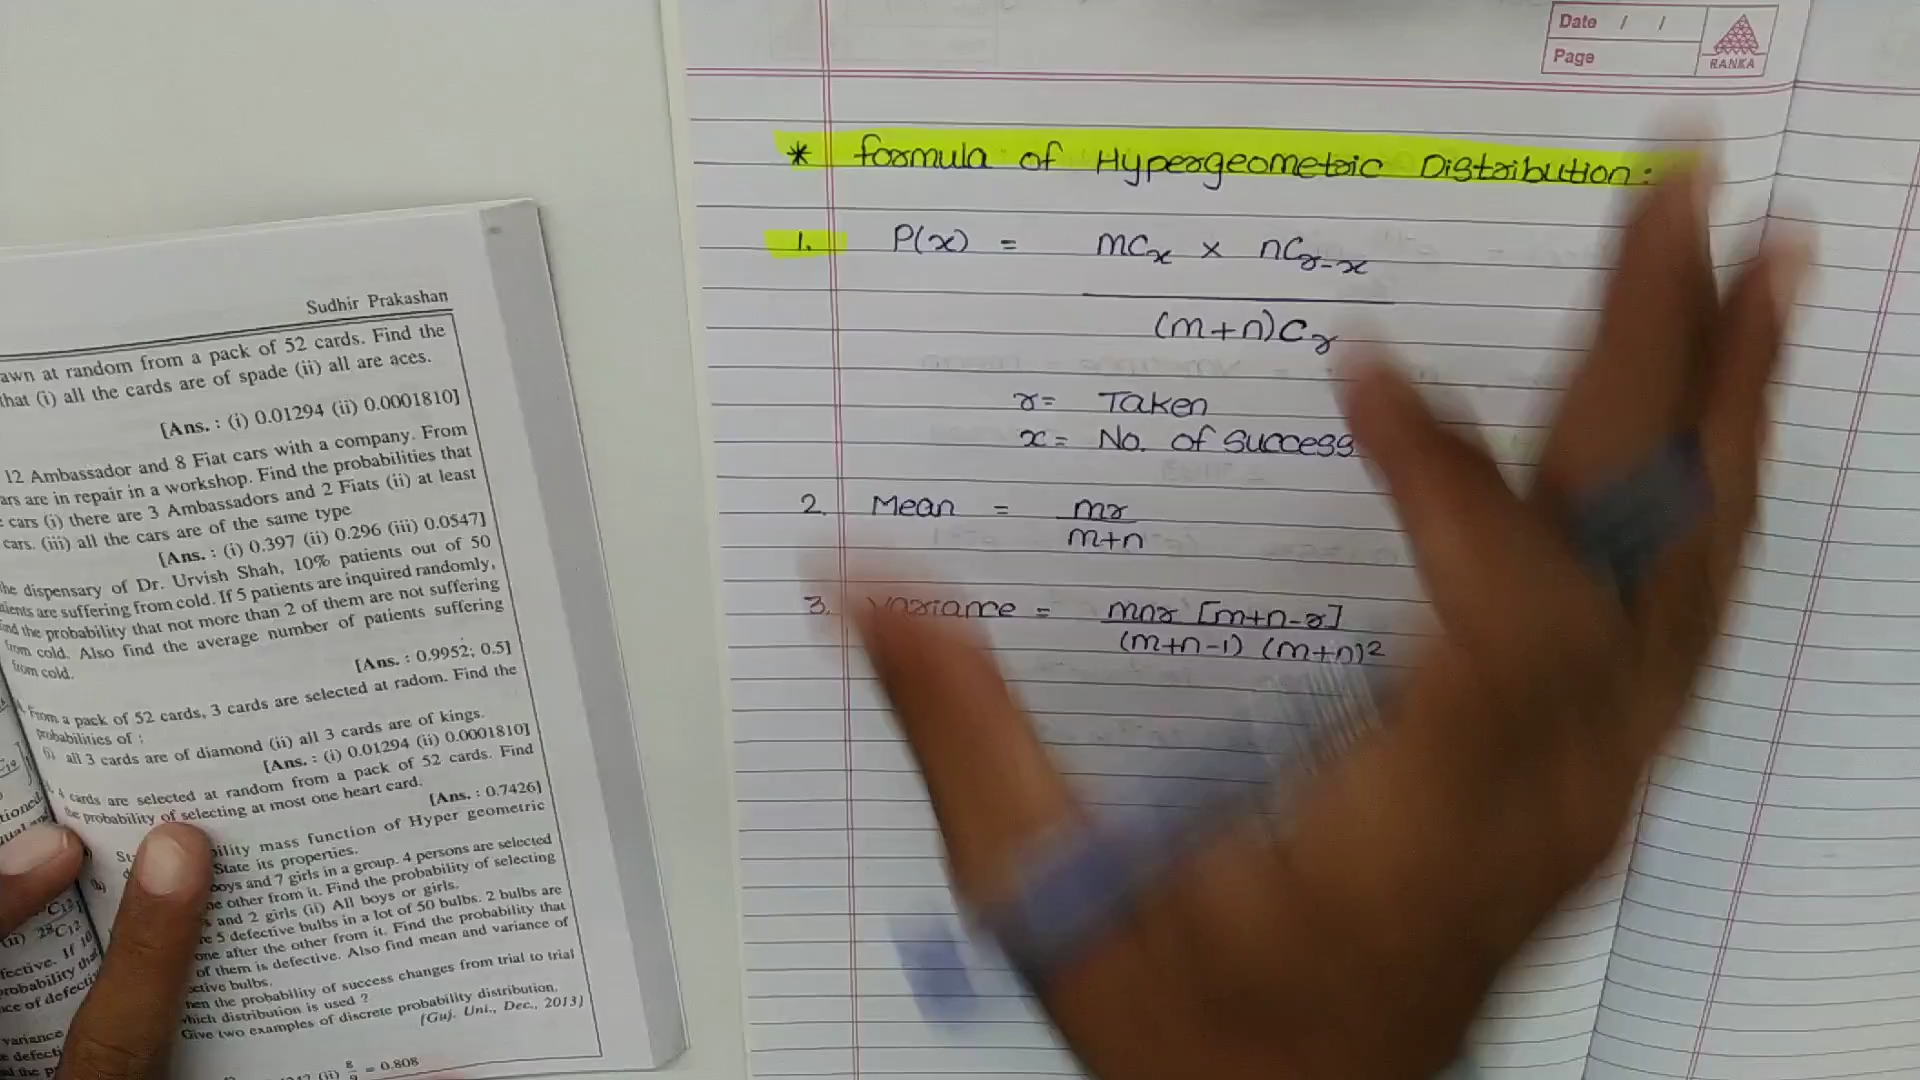 Sudhir Prakashan
awn at random from a pack of 52 cards. Find the
that (i) all the cards are of spade (ii) all are aces.
[Ans. : (i) 0.01294 (ii) 0.0001810]
12 Ambassador and 8 Fiat cars with a company. From
ars are in repair in a workshop. Find the probabilities that
cars (i) there are 3 Ambassadors and 2 Fiats (ii) at least
cars. (iii) all the cars are of the same type
[Ans. : (i) 0.397 (ii) 0.296 (iii) 0.0547]
he dispensary of Dr. Urvish Shah, 10% patients out of 50
are suffering from cold. If 5 patients are inquired randomly,
the probability that not more than 2 of them are not suffering
from cold. Also find the average number of patients suffering
from cold.
[Ans. : 0.9952; 0.5]
From a pack of 52 cards, 3 cards are selected at radom. Find the
probabilities of :
all 3 cards are of diamond (ii) all 3 cards are of kings.
[Ans. : (i) 0.01294 (ii) 0.0001810]
4 cards are selected at random from a pack of 52 cards. Find
the probability of selecting at most one heart card.
[Ans. : 0.7426]
bility mass function of Hyper geometric
State its properties.
boys and 7 girls in a group. 4 persons are selected
other from it. Find the probability of selecting
and 2 girls (ii) All boys or girls.
5 defective bulbs in a lot of 50 bulbs. 2 bulbs are
one after the other from it. Find the probability that
of them is defective. Also find mean and variance of
ctive bulbs.
hen the probability of success changes from trial to trial
which distribution is used ?
Give two examples of discrete probability distribution.
[Guj. Uni., Dec., 2013]
(ii) 8/9 = 0.808
Date / /
Page
RANKA
* formula of Hypergeometric Distribution:
1. P(x) = mCx × nCr-x
(m+n)Cr
r= Taken
x= No. of success
2. Mean = mr
m+n
3. Variance = mnr [m+n-r]
(m+n-1) (m+n)²